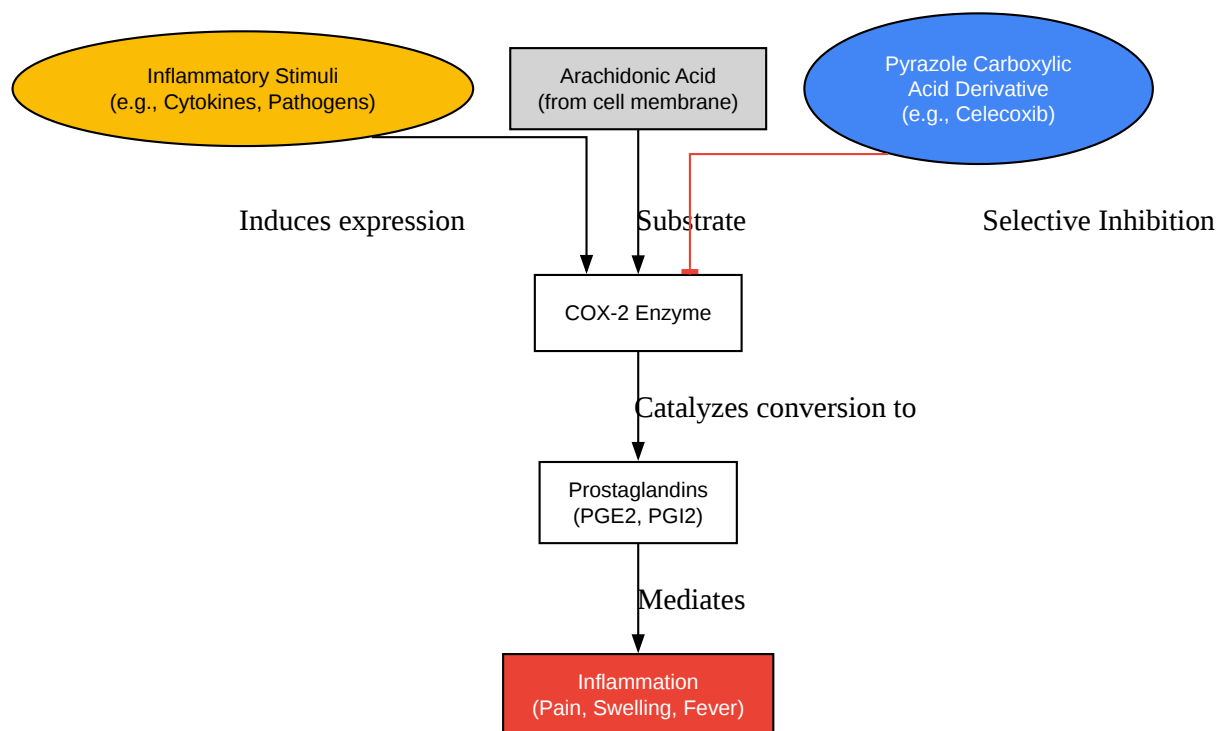 Inflammatory Stimuli
(e.g., Cytokines, Pathogens)
Arachidonic Acid
(from cell membrane)
Pyrazole Carboxylic
Acid Derivative
(e.g., Celecoxib)
Induces expression
Substrate
Selective Inhibition
COX-2 Enzyme
Catalyzes conversion to
Prostaglandins
(PGE2, PGI2)
Mediates
Inflammation
(Pain, Swelling, Fever)